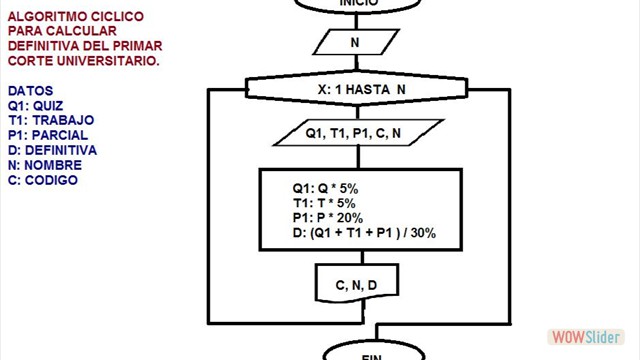 ALGORITMO CICLICO
PARA CALCULAR
DEFINITIVA DEL PRIMAR
CORTE UNIVERSITARIO.
DATOS
Q1: QUIZ
T1: TRABAJO
P1: PARCIAL
D: DEFINITIVA
N: NOMBRE
C: CODIGO
INICIO
N
X: 1 HASTA N
Q1, T1, P1, C, N
Q1: Q * 5%
T1: T * 5%
P1: P * 20%
D: (Q1 + T1 + P1 ) / 30%
C, N, D
FIN
WOWSlider